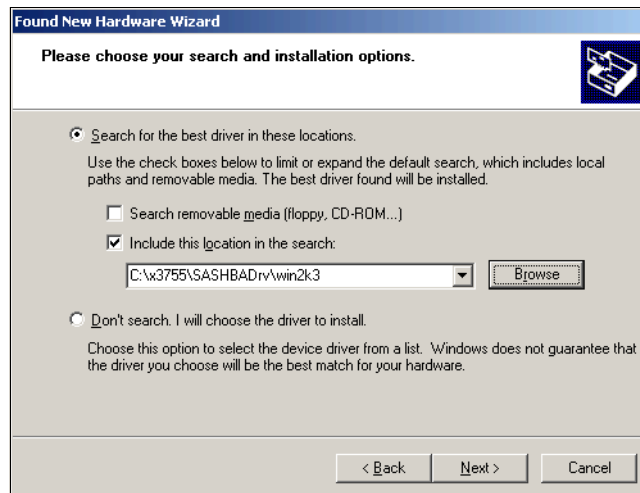 Found New Hardware Wizard
Please choose your search and installation options.
Search for the best driver in these locations.
Use the check boxes below to limit or expand the default search, which includes local
paths and removable media. The best driver found will be installed.
Search removable media (floppy, CD-ROM...)
Include this location in the search:
C:\x3755\SASHBADrv\win2k3
Browse
Don't search. I will choose the driver to install.
Choose this option to select the device driver from a list. Windows does not guarantee that
the driver you choose will be the best match for your hardware.
< Back Next > Cancel